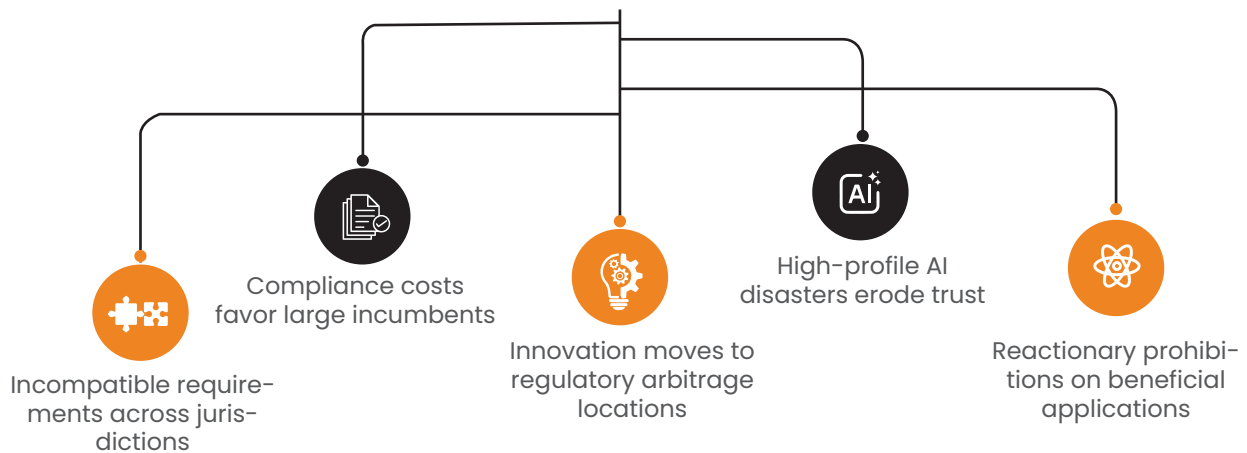 Incompatible require-
ments across juris-
dictions
Compliance costs
favor large incumbents
Innovation moves to
regulatory arbitrage
locations
AI
High-profile AI
disasters erode trust
Reactionary prohibi-
tions on beneficial
applications